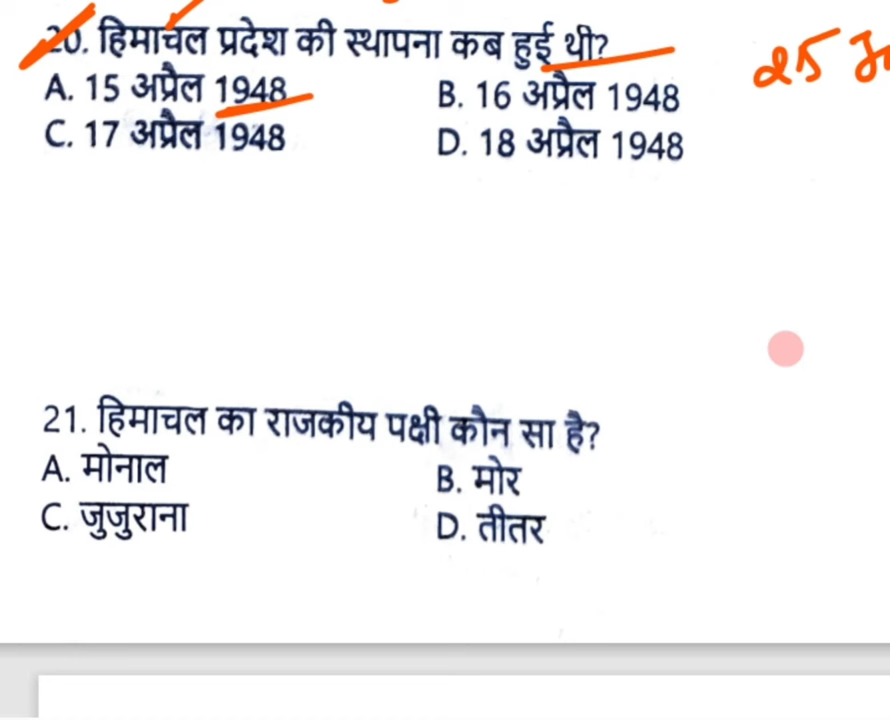 20. हिमाचल प्रदेश की स्थापना कब हुई थी?
25
A. 15 अप्रैल 1948 B. 16 अप्रैल 1948
C. 17 अप्रैल 1948 D. 18 अप्रैल 1948
21. हिमाचल का राजकीय पक्षी कौन सा है?
A. मोनाल B. मोर
C. जुजुराना D. तीतर